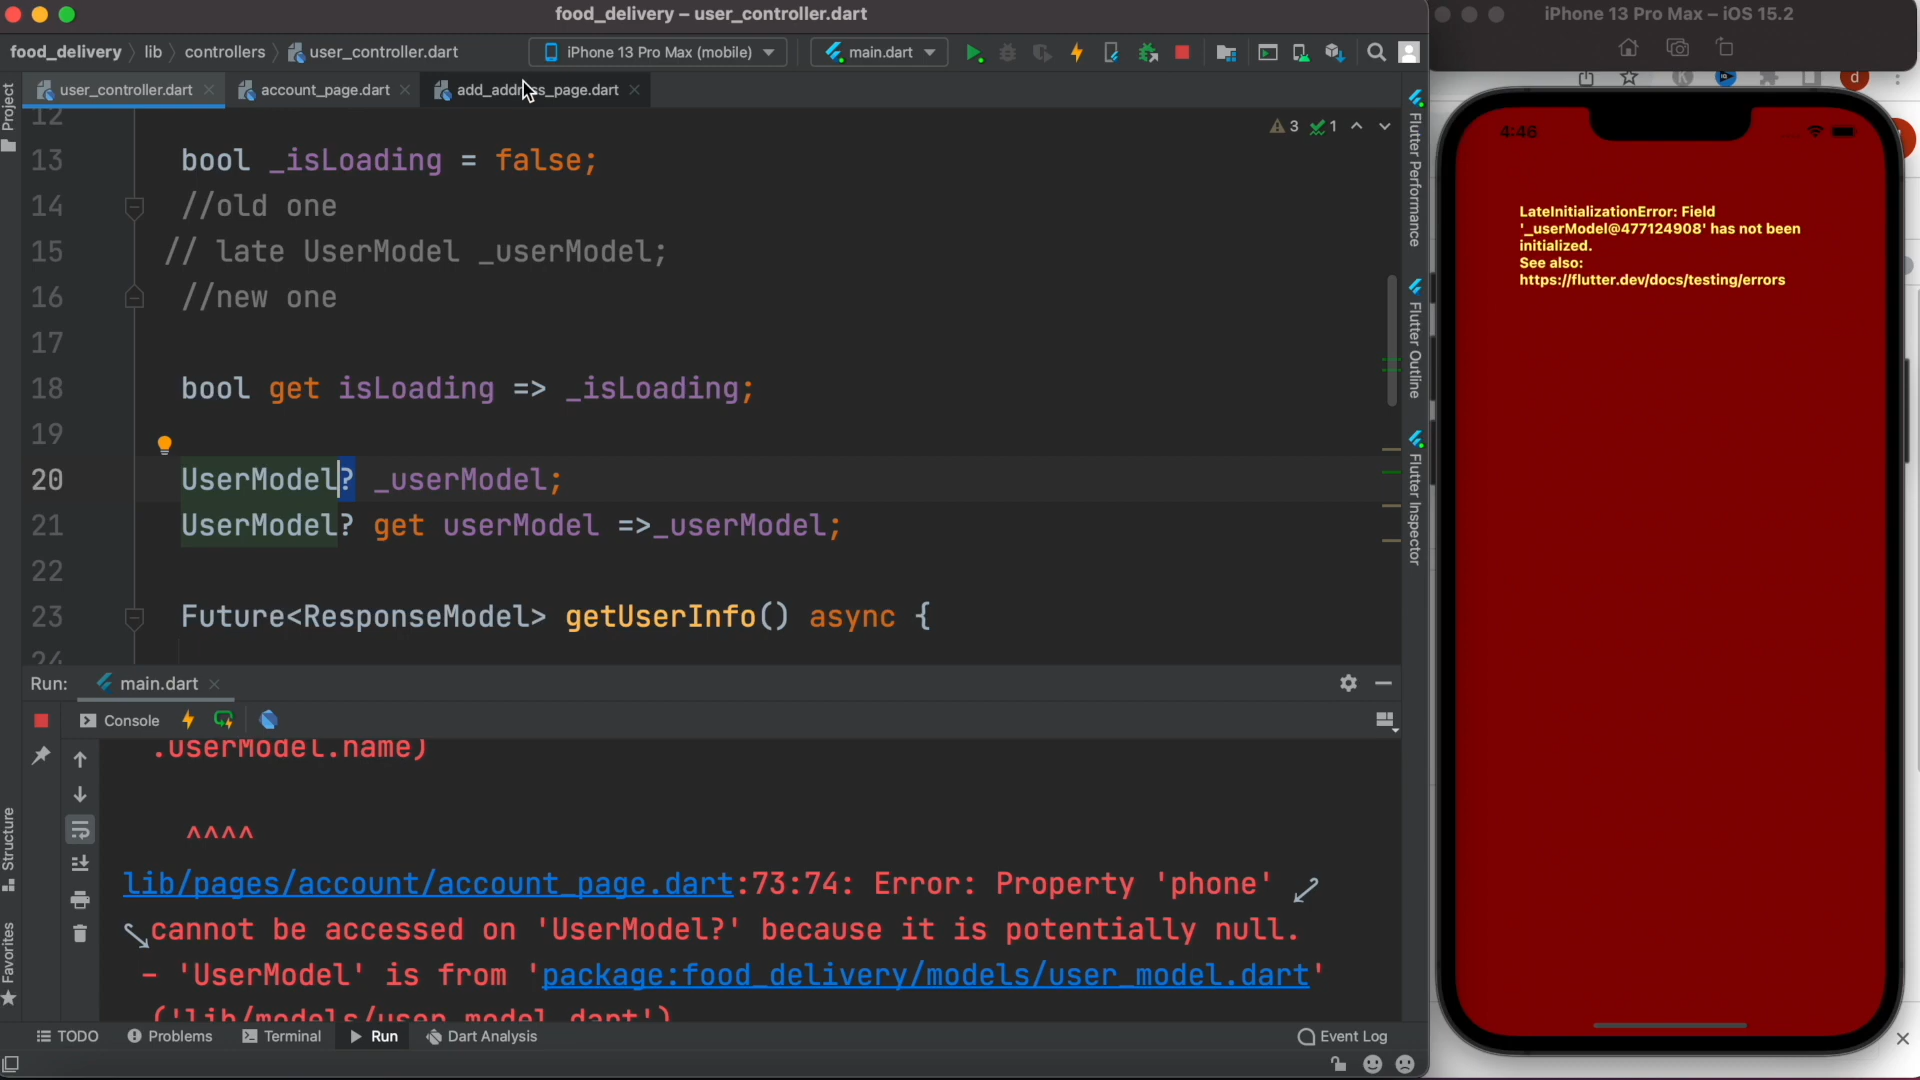 food_delivery – user_controller.dart
food_delivery
lib
controllers
user_controller.dart
iPhone 13 Pro Max (mobile)
main.dart
user_controller.dart
account_page.dart
add_address_page.dart
3
1
12
13 bool _isLoading = false;
14 //old one
15 // late UserModel _userModel;
16 //new one
17
18 bool get isLoading => _isLoading;
19
20 UserModel? _userModel;
21 UserModel? get userModel =>_userModel;
22
23 Future<ResponseModel> getUserInfo() async {
24
Project
Structure
Favorites
Flutter Performance
Flutter Outline
Flutter Inspector
Run:
main.dart
Console
.userModel.name)
^^^^
lib/pages/account/account_page.dart:73:74: Error: Property 'phone'
cannot be accessed on 'UserModel?' because it is potentially null.
- 'UserModel' is from 'package:food_delivery/models/user_model.dart'
('lib/models/user_model.dart')
TODO
Problems
Terminal
Run
Dart Analysis
Event Log
iPhone 13 Pro Max – iOS 15.2
d
4:46
LateInitializationError: Field
'_userModel@477124908' has not been
initialized.
See also:
https://flutter.dev/docs/testing/errors